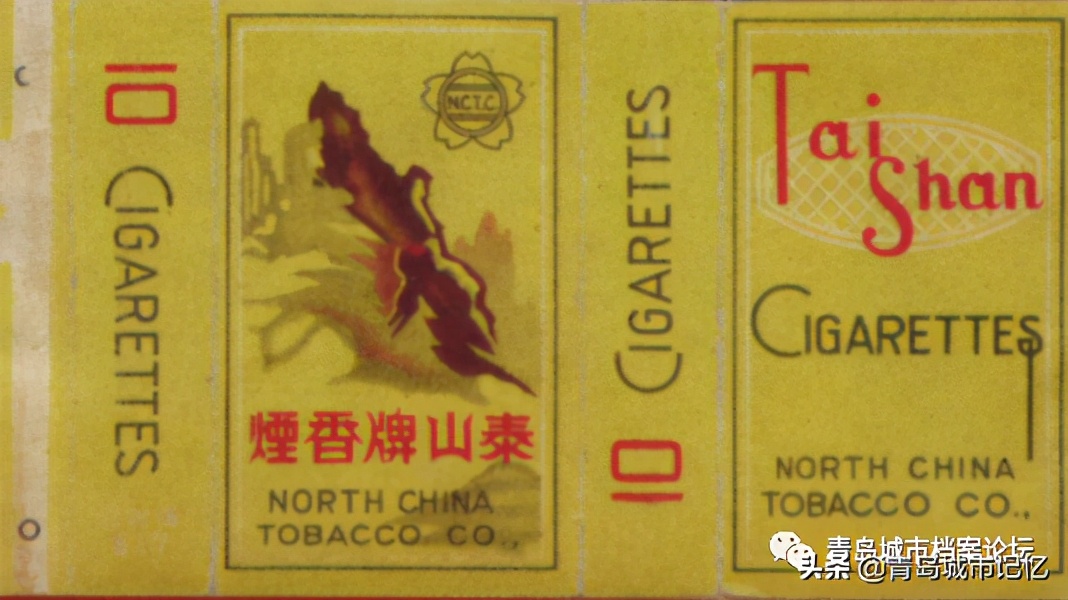 10 CIGARETTES
N.C.T.C.
煙香牌山泰
NORTH CHINA
TOBACCO CO.,
10 CIGARETTES
Tai
Shan
CIGARETTES
NORTH CHINA
TOBACCO CO.,
青岛城市档案论坛
头条 @青岛城市记忆